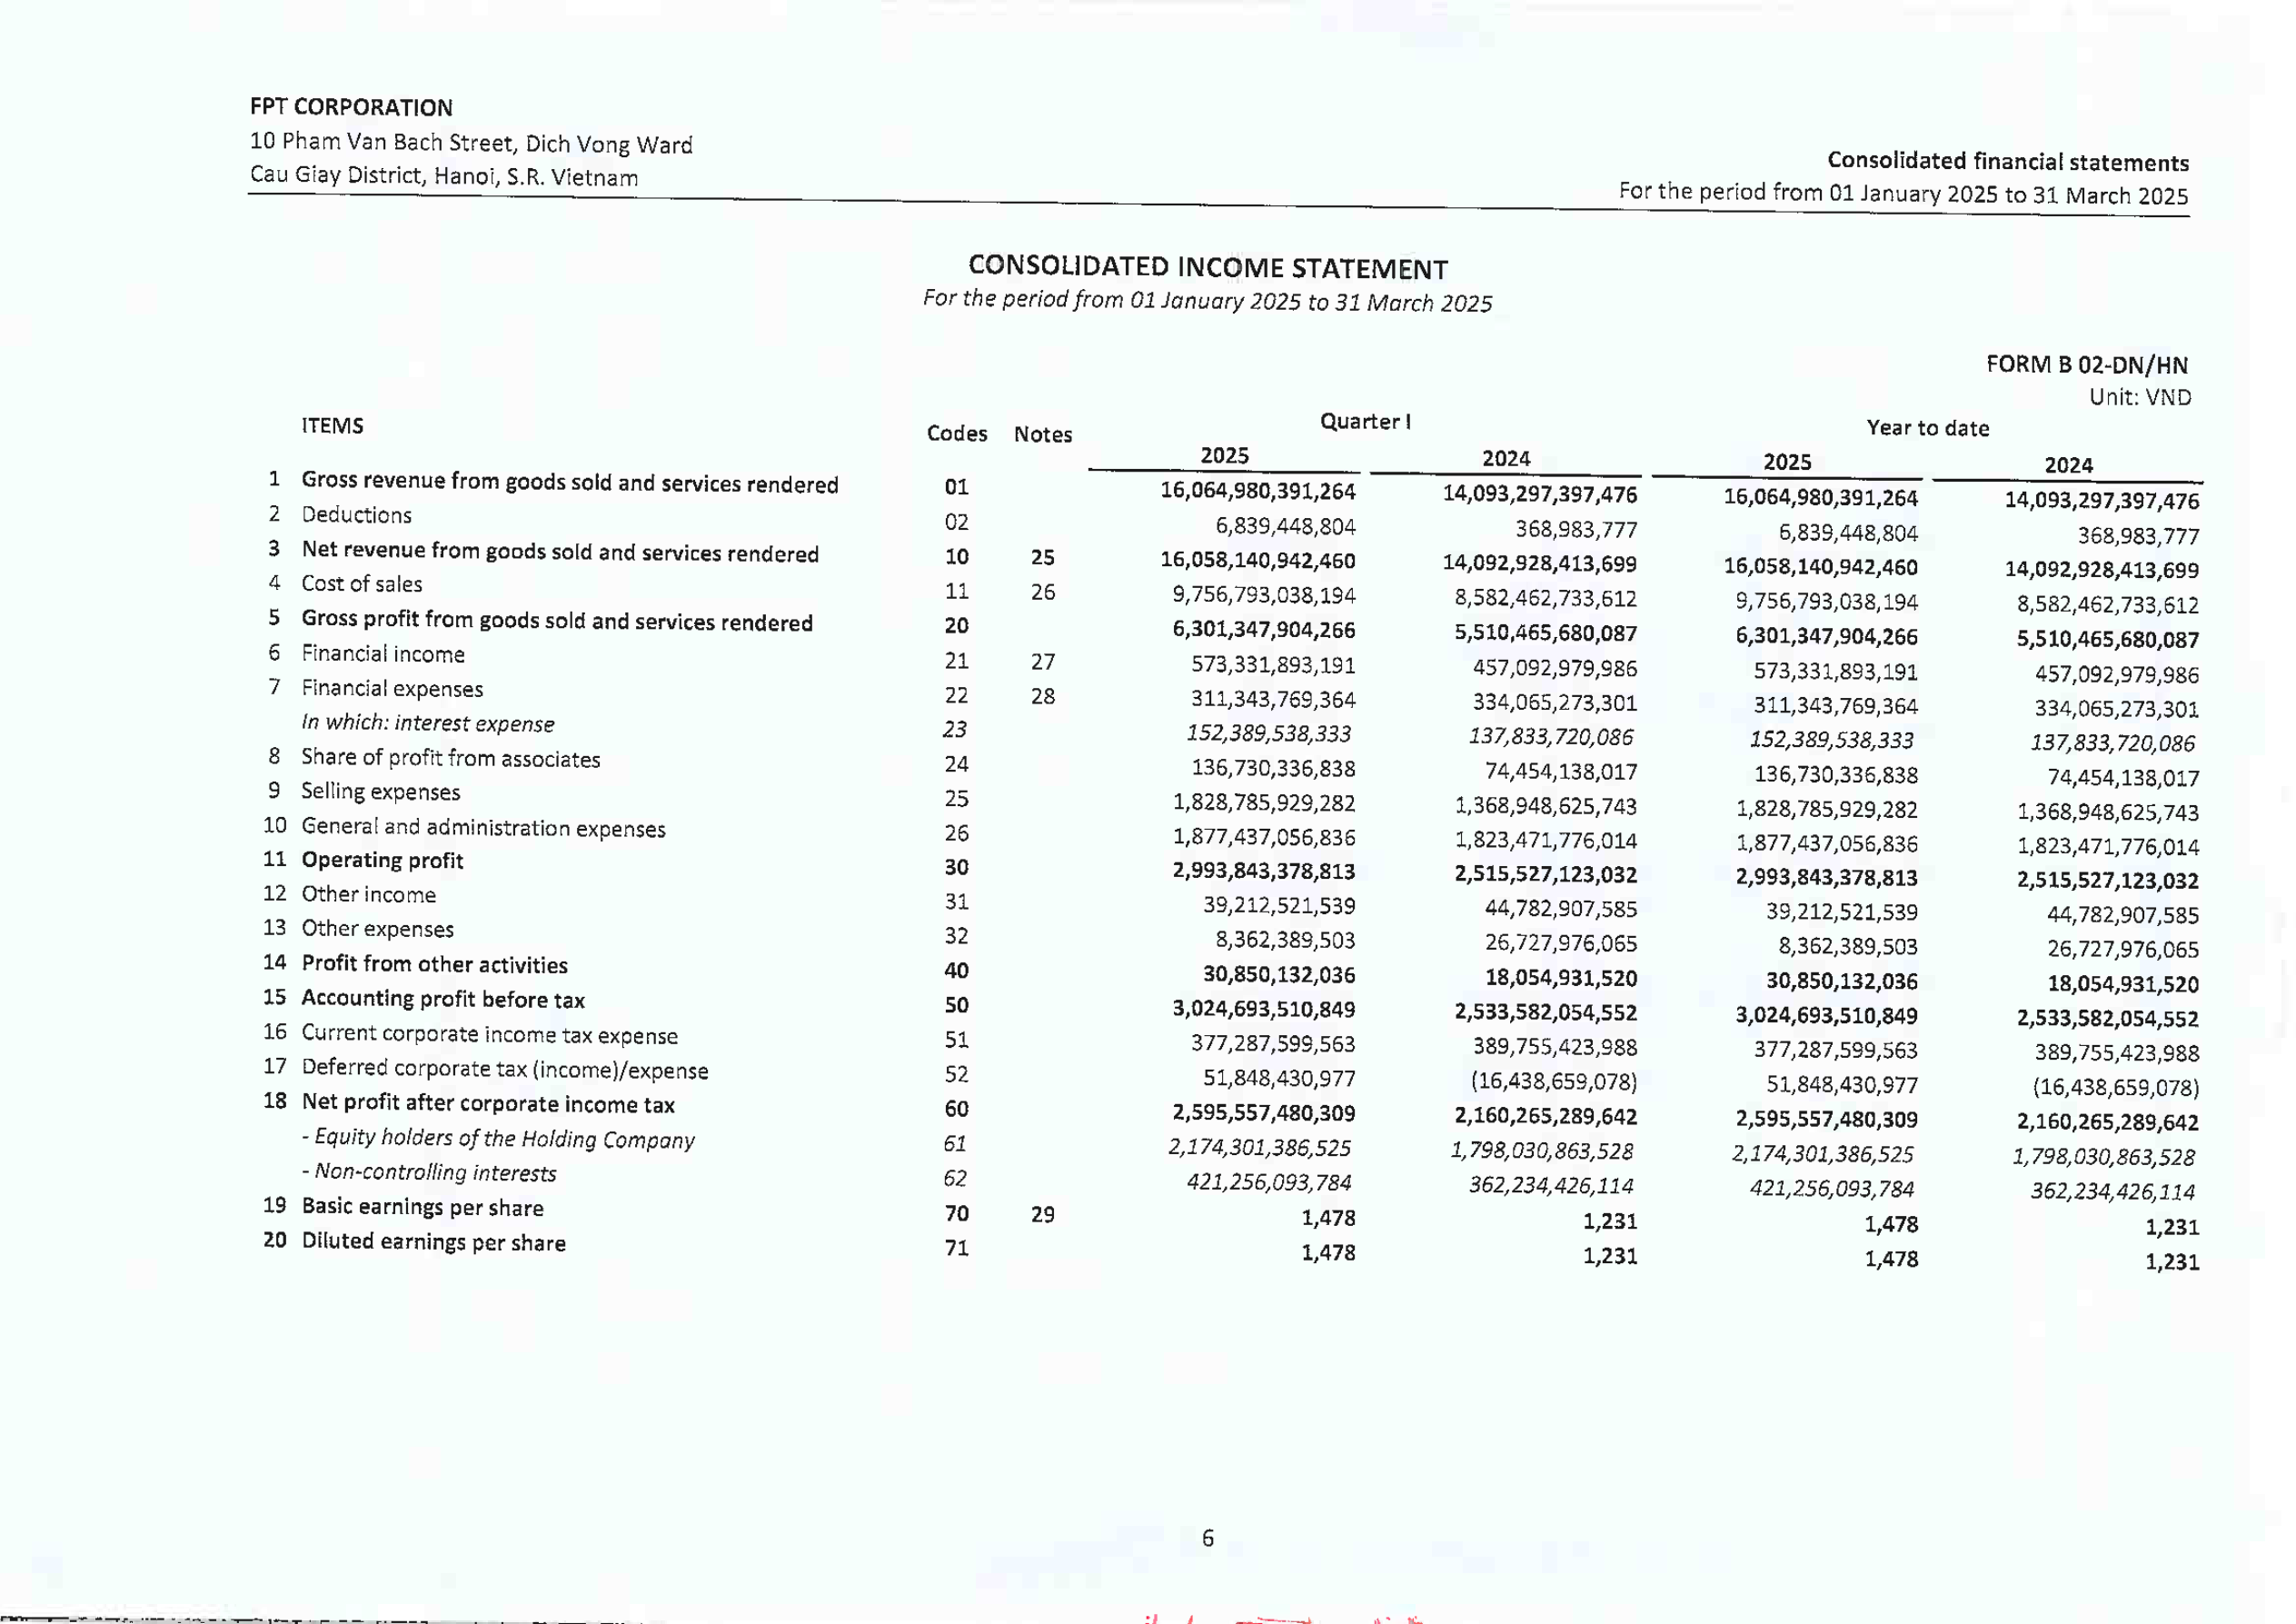 FPT CORPORATION
10 Pham Van Bach Street, Dich Vong Ward
Cau Giay District, Hanoi, S.R. Vietnam
Consolidated financial statements
For the period from 01 January 2025 to 31 March 2025
CONSOLIDATED INCOME STATEMENT
For the period from 01 January 2025 to 31 March 2025
FORM B 02-DN/HN
Unit: VND
ITEMS Codes Notes Quarter I Year to date
2025 2024 2025 2024
1 Gross revenue from goods sold and services rendered 01 16,064,980,391,264 14,093,297,397,476 16,064,980,391,264 14,093,297,397,476
2 Deductions 02 6,839,448,804 368,983,777 6,839,448,804 368,983,777
3 Net revenue from goods sold and services rendered 10 25 16,058,140,942,460 14,092,928,413,699 16,058,140,942,460 14,092,928,413,699
4 Cost of sales 11 26 9,756,793,038,194 8,582,462,733,612 9,756,793,038,194 8,582,462,733,612
5 Gross profit from goods sold and services rendered 20 6,301,347,904,266 5,510,465,680,087 6,301,347,904,266 5,510,465,680,087
6 Financial income 21 27 573,331,893,191 457,092,979,986 573,331,893,191 457,092,979,986
7 Financial expenses 22 28 311,343,769,364 334,065,273,301 311,343,769,364 334,065,273,301
In which: interest expense 23 152,389,538,333 137,833,720,086 152,389,538,333 137,833,720,086
8 Share of profit from associates 24 136,730,336,838 74,454,138,017 136,730,336,838 74,454,138,017
9 Selling expenses 25 1,828,785,929,282 1,368,948,625,743 1,828,785,929,282 1,368,948,625,743
10 General and administration expenses 26 1,877,437,056,836 1,823,471,776,014 1,877,437,056,836 1,823,471,776,014
11 Operating profit 30 2,993,843,378,813 2,515,527,123,032 2,993,843,378,813 2,515,527,123,032
12 Other income 31 39,212,521,539 44,782,907,585 39,212,521,539 44,782,907,585
13 Other expenses 32 8,362,389,503 26,727,976,065 8,362,389,503 26,727,976,065
14 Profit from other activities 40 30,850,132,036 18,054,931,520 30,850,132,036 18,054,931,520
15 Accounting profit before tax 50 3,024,693,510,849 2,533,582,054,552 3,024,693,510,849 2,533,582,054,552
16 Current corporate income tax expense 51 377,287,599,563 389,755,423,988 377,287,599,563 389,755,423,988
17 Deferred corporate tax (income)/expense 52 51,848,430,977 (16,438,659,078) 51,848,430,977 (16,438,659,078)
18 Net profit after corporate income tax 60 2,595,557,480,309 2,160,265,289,642 2,595,557,480,309 2,160,265,289,642
- Equity holders of the Holding Company 61 2,174,301,386,525 1,798,030,863,528 2,174,301,386,525 1,798,030,863,528
- Non-controlling interests 62 421,256,093,784 362,234,426,114 421,256,093,784 362,234,426,114
19 Basic earnings per share 70 29 1,478 1,231 1,478 1,231
20 Diluted earnings per share 71 1,478 1,231 1,478 1,231
6